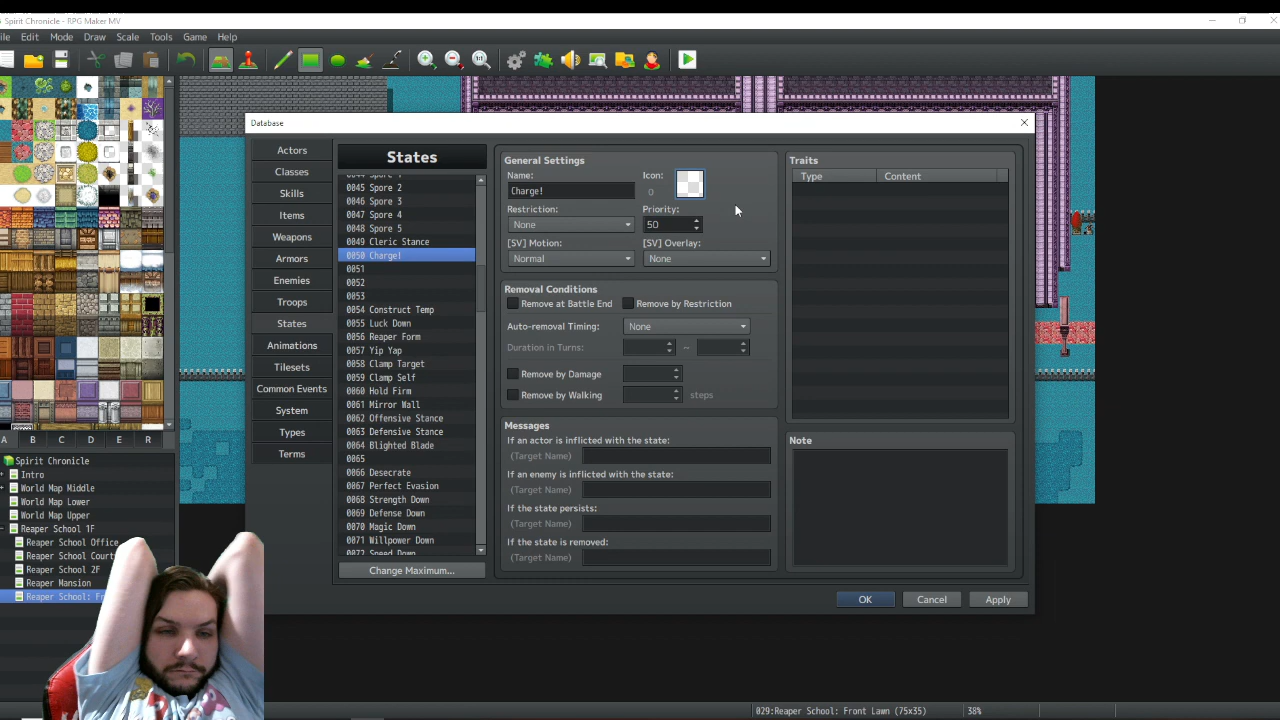 Spirit Chronicle - RPG Maker MV
ile Edit Mode Draw Scale Tools Game Help
Database
Actors
Classes
Skills
Items
Weapons
Armors
Enemies
Troops
States
Animations
Tilesets
Common Events
System
Types
Terms
States
0045 Spore 2
0046 Spore 3
0047 Spore 4
0048 Spore 5
0049 Cleric Stance
0050 Charge!
0051
0052
0053
0054 Construct Temp
0055 Luck Down
0056 Reaper Form
0057 Yip Yap
0058 Clamp Target
0059 Clamp Self
0060 Hold Firm
0061 Mirror Wall
0062 Offensive Stance
0063 Defensive Stance
0064 Blighted Blade
0065
0066 Desecrate
0067 Perfect Evasion
0068 Strength Down
0069 Defense Down
0070 Magic Down
0071 Willpower Down
0072 Speed Down
Change Maximum...
General Settings
Name: Icon:
Charge! 0
Restriction: Priority:
None 50
[SV] Motion: [SV] Overlay:
Normal None
Removal Conditions
Remove at Battle End Remove by Restriction
Auto-removal Timing: None
Duration in Turns: ~
Remove by Damage
Remove by Walking steps
Messages
If an actor is inflicted with the state:
(Target Name)
If an enemy is inflicted with the state:
(Target Name)
If the state persists:
(Target Name)
If the state is removed:
(Target Name)
Traits
Type Content
Note
OK Cancel Apply
A B C D E R
Spirit Chronicle
Intro
World Map Middle
World Map Lower
World Map Upper
Reaper School 1F
Reaper School Office
Reaper School Court
Reaper School 2F
Reaper Mansion
Reaper School: Fr
029:Reaper School: Front Lawn (75x35) 38%